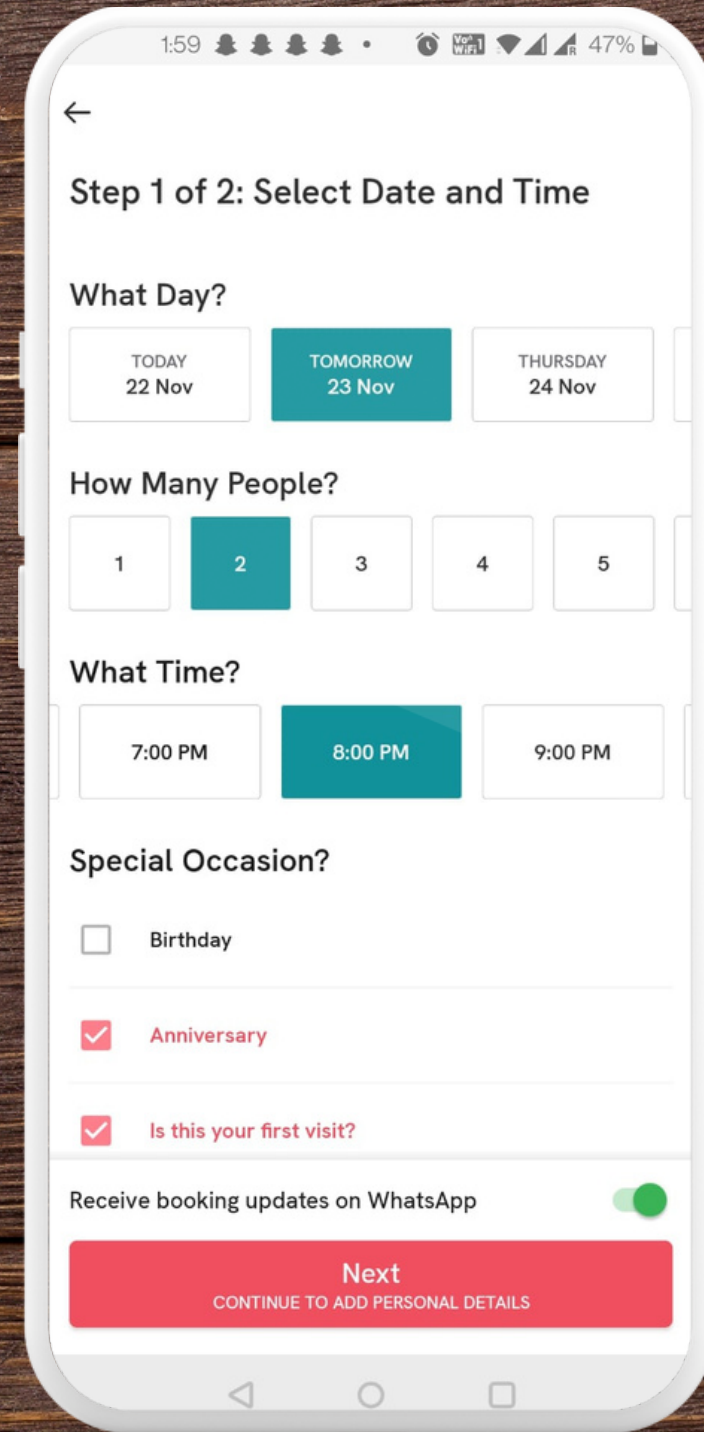 1:59 47%
Step 1 of 2: Select Date and Time
What Day?
TODAY TOMORROW THURSDAY
22 Nov 23 Nov 24 Nov
How Many People?
1 2 3 4 5
What Time?
7:00 PM 8:00 PM 9:00 PM
Special Occasion?
Birthday
Anniversary
Is this your first visit?
Receive booking updates on WhatsApp
Next
CONTINUE TO ADD PERSONAL DETAILS